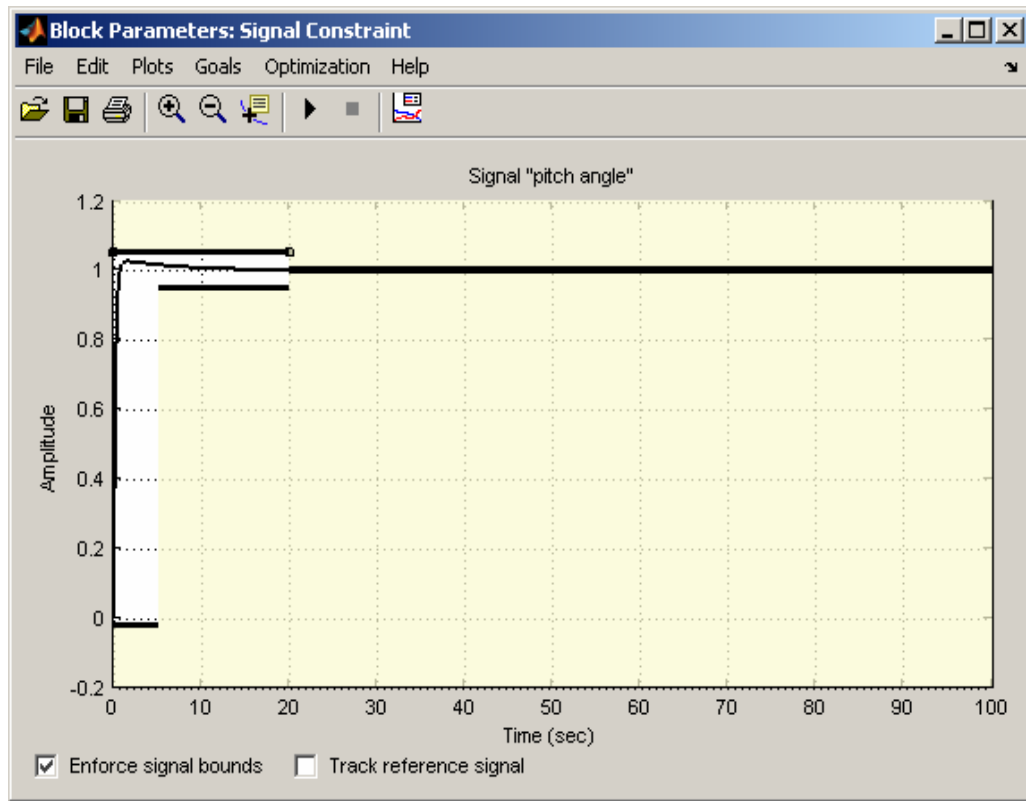 Block Parameters: Signal Constraint
File Edit Plots Goals Optimization Help
Signal "pitch angle"
1.2
1
0.8
0.6
0.4
0.2
0
-0.2
Amplitude
0 10 20 30 40 50 60 70 80 90 100
Time (sec)
Enforce signal bounds Track reference signal